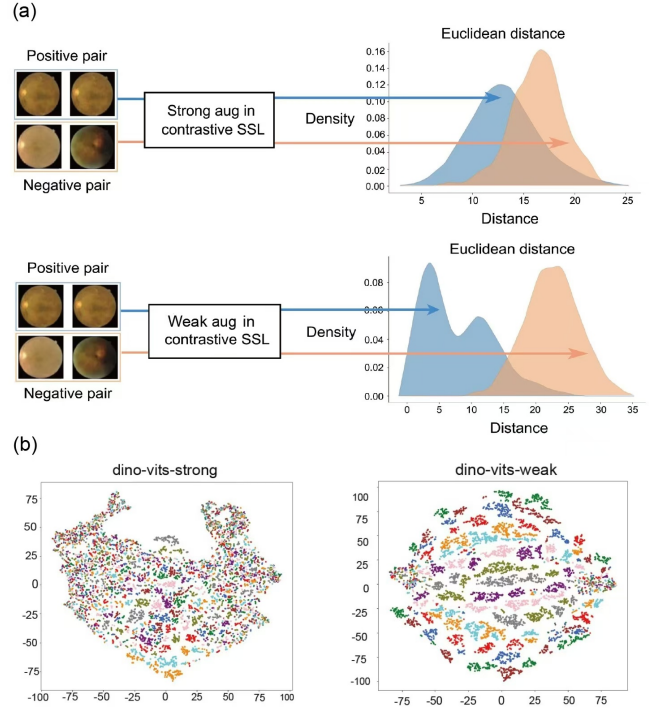 (a)
Euclidean distance
Positive pair
Strong aug in
contrastive SSL
Negative pair
Density
0.16
0.14
0.12
0.10
0.08
0.06
0.04
0.02
0.00
5 10 15 20 25
Distance
Euclidean distance
Positive pair
Weak aug in
contrastive SSL
Negative pair
Density
0.08
0.06
0.04
0.02
0.00
0 5 10 15 20 25 30 35
Distance
(b)
dino-vits-strong
75
50
25
0
-25
-50
-75
-100 -75 -50 -25 0 25 50 75 100
dino-vits-weak
100
75
50
25
0
-25
-50
-75
-100
-75 -50 -25 0 25 50 75